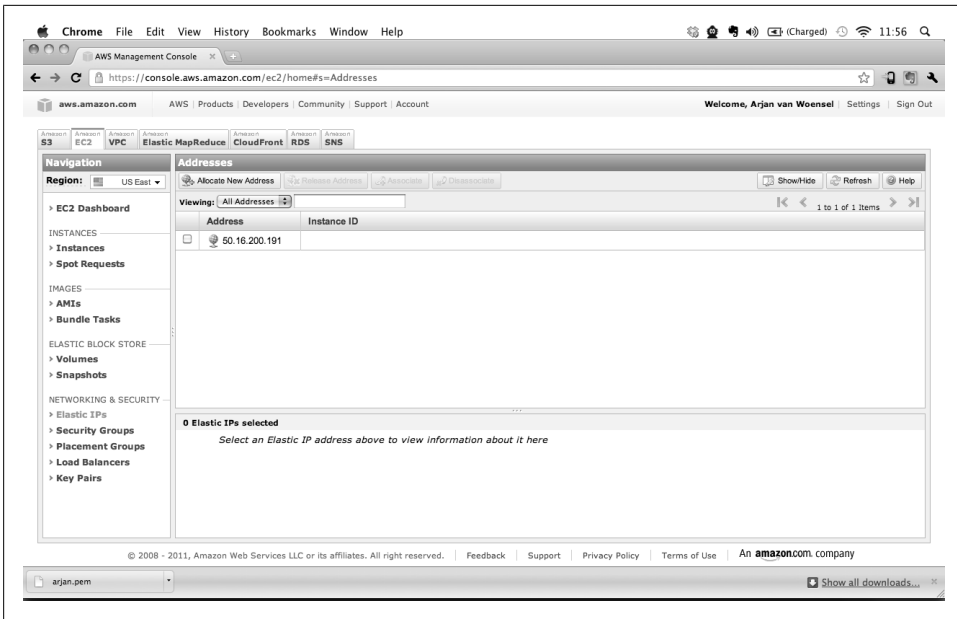 Chrome File Edit View History Bookmarks Window Help (Charged) 11:56
AWS Management Console
https://console.aws.amazon.com/ec2/home#s=Addresses
aws.amazon.com AWS | Products | Developers | Community | Support | Account Welcome, Arjan van Woensel | Settings | Sign Out
Amazon S3 Amazon EC2 Amazon VPC Amazon Elastic MapReduce Amazon CloudFront Amazon RDS Amazon SNS
Navigation
Region: US East
> EC2 Dashboard
INSTANCES
> Instances
> Spot Requests
IMAGES
> AMIs
> Bundle Tasks
ELASTIC BLOCK STORE
> Volumes
> Snapshots
NETWORKING & SECURITY
> Elastic IPs
> Security Groups
> Placement Groups
> Load Balancers
> Key Pairs
Addresses
Allocate New Address Release Address Associate Disassociate Show/Hide Refresh Help
Viewing: All Addresses 1 to 1 of 1 Items
Address Instance ID
50.16.200.191
0 Elastic IPs selected
Select an Elastic IP address above to view information about it here
© 2008 - 2011, Amazon Web Services LLC or its affiliates. All right reserved. | Feedback | Support | Privacy Policy | Terms of Use | An amazon.com. company
arjan.pem Show all downloads...